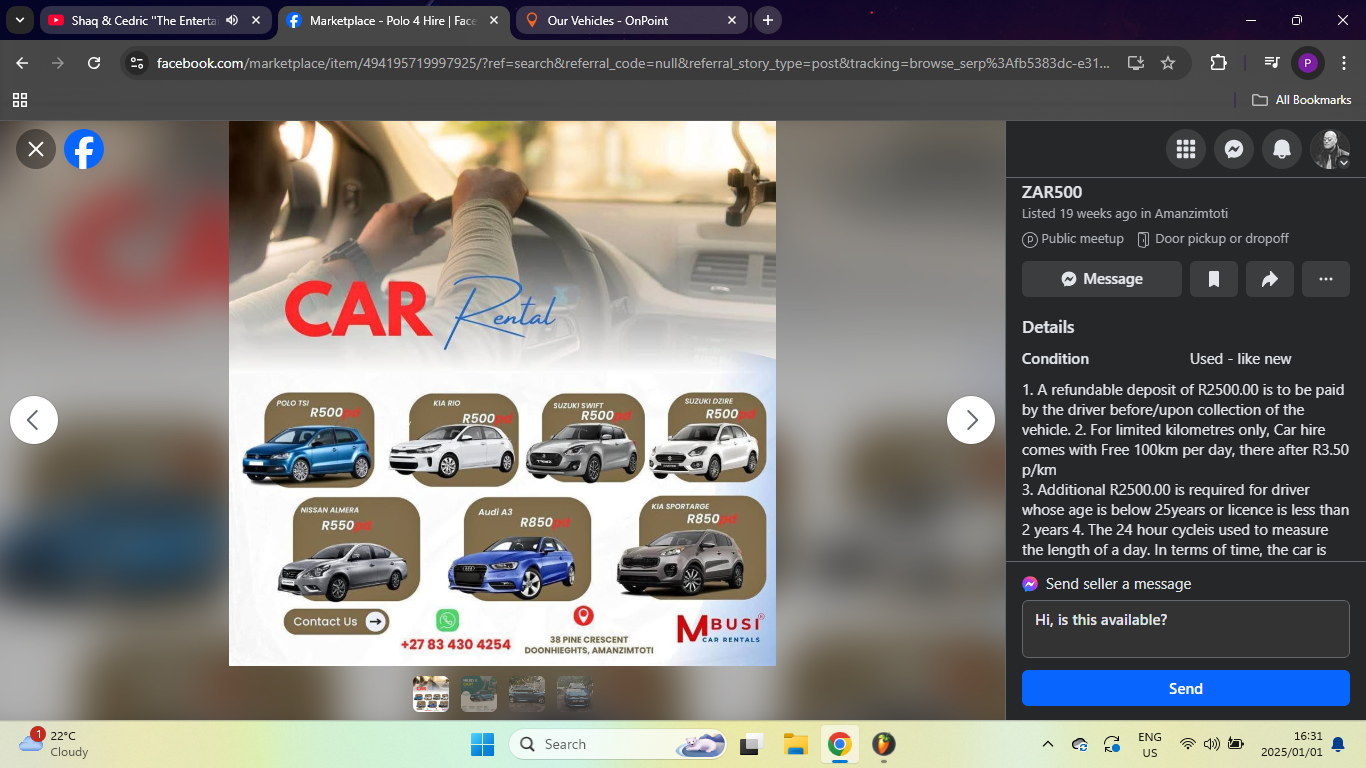 Shaq & Cedric "The Enterta
Marketplace - Polo 4 Hire | Face
Our Vehicles - OnPoint
facebook.com/marketplace/item/494195719997925/?ref=search&referral_code=null&referral_story_type=post&tracking=browse_serp%3Afb5383dc-e31...
P
All Bookmarks
CAR Rental
POLO TSI
R500pd
KIA RIO
R500pd
SUZUKI SWIFT
R500pd
SUZUKI DZIRE
R500pd
NISSAN ALMERA
R550pd
Audi A3
R850pd
KIA SPORTARGE
R850pd
Contact Us
+27 83 430 4254
38 PINE CRESCENT
DOONHIEGHTS, AMANZIMTOTI
MBUSI
CAR RENTALS
ZAR500
Listed 19 weeks ago in Amanzimtoti
Public meetup
Door pickup or dropoff
Message
Details
Condition Used - like new
1. A refundable deposit of R2500.00 is to be paid
by the driver before/upon collection of the
vehicle. 2. For limited kilometres only, Car hire
comes with Free 100km per day, there after R3.50
p/km
3. Additional R2500.00 is required for driver
whose age is below 25years or licence is less than
2 years 4. The 24 hour cycleis used to measure
the length of a day. In terms of time, the car is
Send seller a message
Hi, is this available?
Send
1
22°C
Cloudy
Search
ENG
US
16:31
2025/01/01